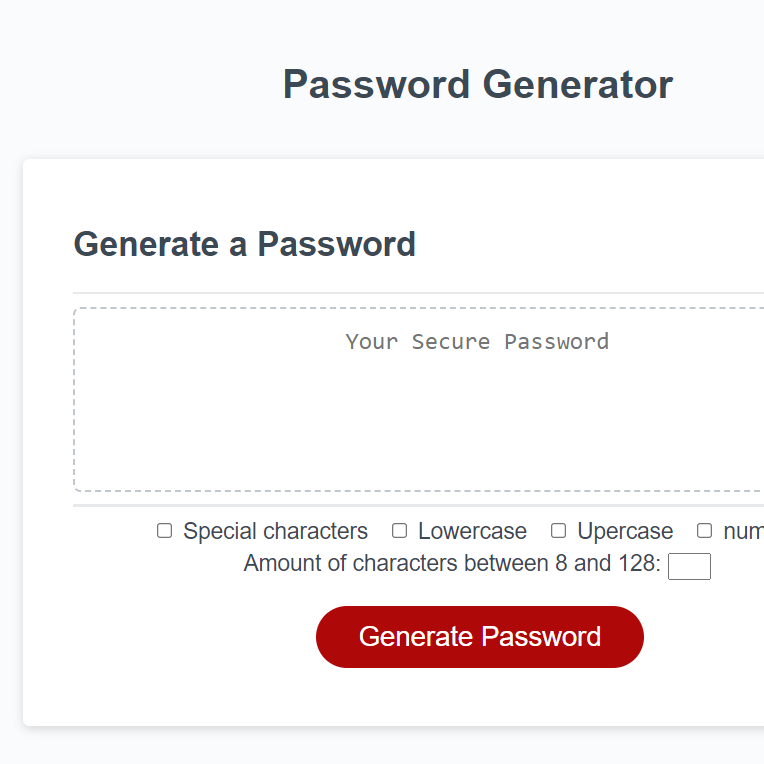 Password Generator
Generate a Password
Your Secure Password
Special characters Lowercase Upercase num
Amount of characters between 8 and 128:
Generate Password